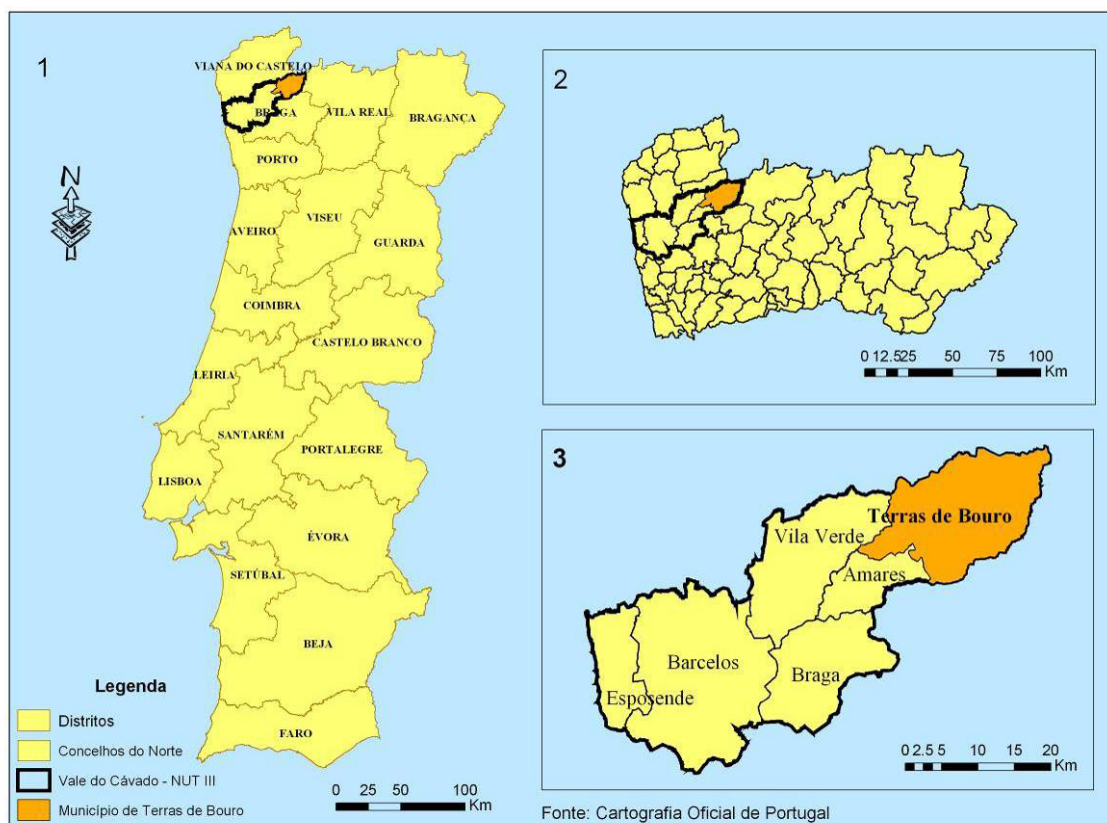 1
VIANA DO CASTELO
BRAGA
VILA REAL
BRAGANÇA
PORTO
N
AVEIRO
VISEU
GUARDA
COIMBRA
CASTELO BRANCO
LEIRIA
SANTARÉM
PORTALEGRE
LISBOA
ÉVORA
SETÚBAL
BEJA
FARO
Legenda
Distritos
Concelhos do Norte
Vale do Cávado - NUT III
Município de Terras de Bouro
0 25 50 75 100
Km
2
0 12.525 50 75 100
Km
3
Terras de Bouro
Vila Verde
Amares
Barcelos
Braga
Esposende
0 2.5 5 10 15 20
Km
Fonte: Cartografia Oficial de Portugal